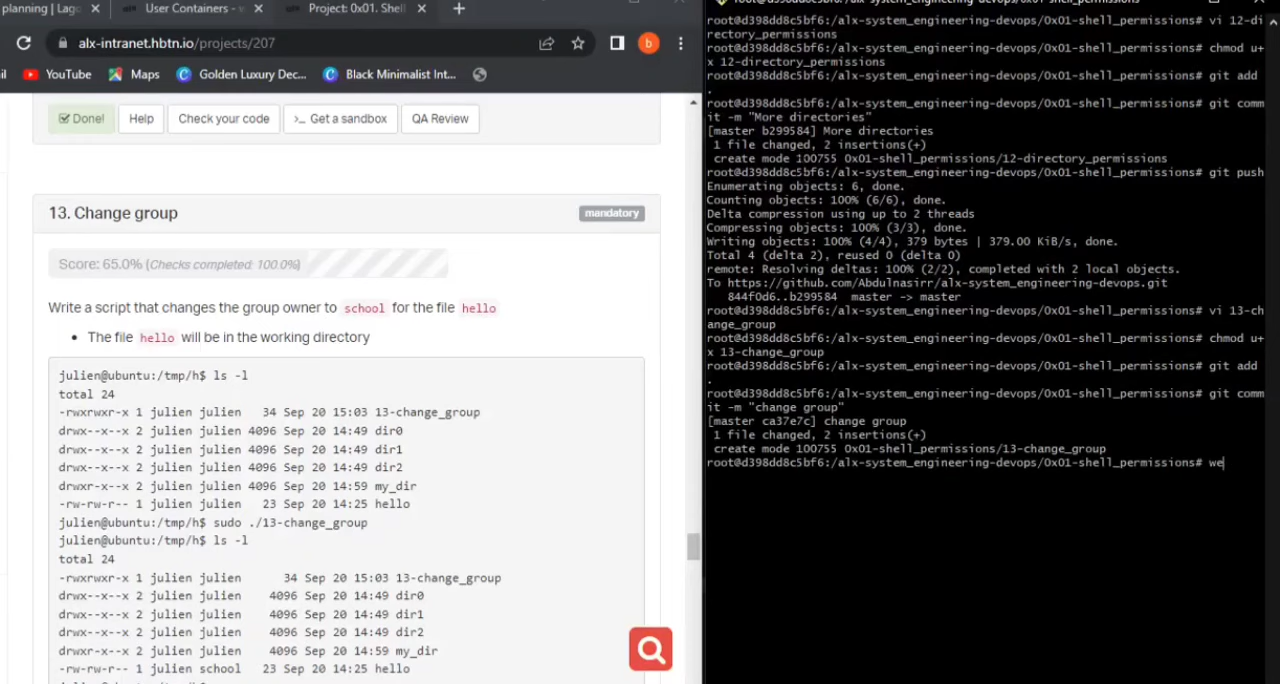 planning | Lago
User Containers -
Project: 0x01. Shell
alx-intranet.hbtn.io/projects/207
b
YouTube
Maps
Golden Luxury Dec...
Black Minimalist Int...
Done!
Help
Check your code
>_ Get a sandbox
QA Review
13. Change group
mandatory
Score: 65.0% (Checks completed: 100.0%)
Write a script that changes the group owner to school for the file hello
• The file hello will be in the working directory
julien@ubuntu:/tmp/h$ ls -l
total 24
-rwxrwxr-x 1 julien julien   34 Sep 20 15:03 13-change_group
drwx--x--x 2 julien julien 4096 Sep 20 14:49 dir0
drwx--x--x 2 julien julien 4096 Sep 20 14:49 dir1
drwx--x--x 2 julien julien 4096 Sep 20 14:49 dir2
drwxr-x--x 2 julien julien 4096 Sep 20 14:59 my_dir
-rw-rw-r-- 1 julien julien   23 Sep 20 14:25 hello
julien@ubuntu:/tmp/h$ sudo ./13-change_group
julien@ubuntu:/tmp/h$ ls -l
total 24
-rwxrwxr-x 1 julien julien      34 Sep 20 15:03 13-change_group
drwx--x--x 2 julien julien    4096 Sep 20 14:49 dir0
drwx--x--x 2 julien julien    4096 Sep 20 14:49 dir1
drwx--x--x 2 julien julien    4096 Sep 20 14:49 dir2
drwxr-x--x 2 julien julien    4096 Sep 20 14:59 my_dir
-rw-rw-r-- 1 julien school      23 Sep 20 14:25 hello
root@d398dd8c5bf6:/alx-system_engineering-devops/0x01-shell_permissions
root@d398dd8c5bf6:/alx-system_engineering-devops/0x01-shell_permissions# vi 12-di
rectory_permissions
root@d398dd8c5bf6:/alx-system_engineering-devops/0x01-shell_permissions# chmod u+
x 12-directory_permissions
root@d398dd8c5bf6:/alx-system_engineering-devops/0x01-shell_permissions# git add
.
root@d398dd8c5bf6:/alx-system_engineering-devops/0x01-shell_permissions# git comm
it -m "More directories"
[master b299584] More directories
1 file changed, 2 insertions(+)
create mode 100755 0x01-shell_permissions/12-directory_permissions
root@d398dd8c5bf6:/alx-system_engineering-devops/0x01-shell_permissions# git push
Enumerating objects: 6, done.
Counting objects: 100% (6/6), done.
Delta compression using up to 2 threads
Compressing objects: 100% (3/3), done.
Writing objects: 100% (4/4), 379 bytes | 379.00 KiB/s, done.
Total 4 (delta 2), reused 0 (delta 0)
remote: Resolving deltas: 100% (2/2), completed with 2 local objects.
To https://github.com/Abdulnasirr/alx-system_engineering-devops.git
844f0d6..b299584  master -> master
root@d398dd8c5bf6:/alx-system_engineering-devops/0x01-shell_permissions# vi 13-ch
ange_group
root@d398dd8c5bf6:/alx-system_engineering-devops/0x01-shell_permissions# chmod u+
x 13-change_group
root@d398dd8c5bf6:/alx-system_engineering-devops/0x01-shell_permissions# git add
.
root@d398dd8c5bf6:/alx-system_engineering-devops/0x01-shell_permissions# git comm
it -m "change group"
[master ca37e7c] change group
1 file changed, 2 insertions(+)
create mode 100755 0x01-shell_permissions/13-change_group
root@d398dd8c5bf6:/alx-system_engineering-devops/0x01-shell_permissions# we